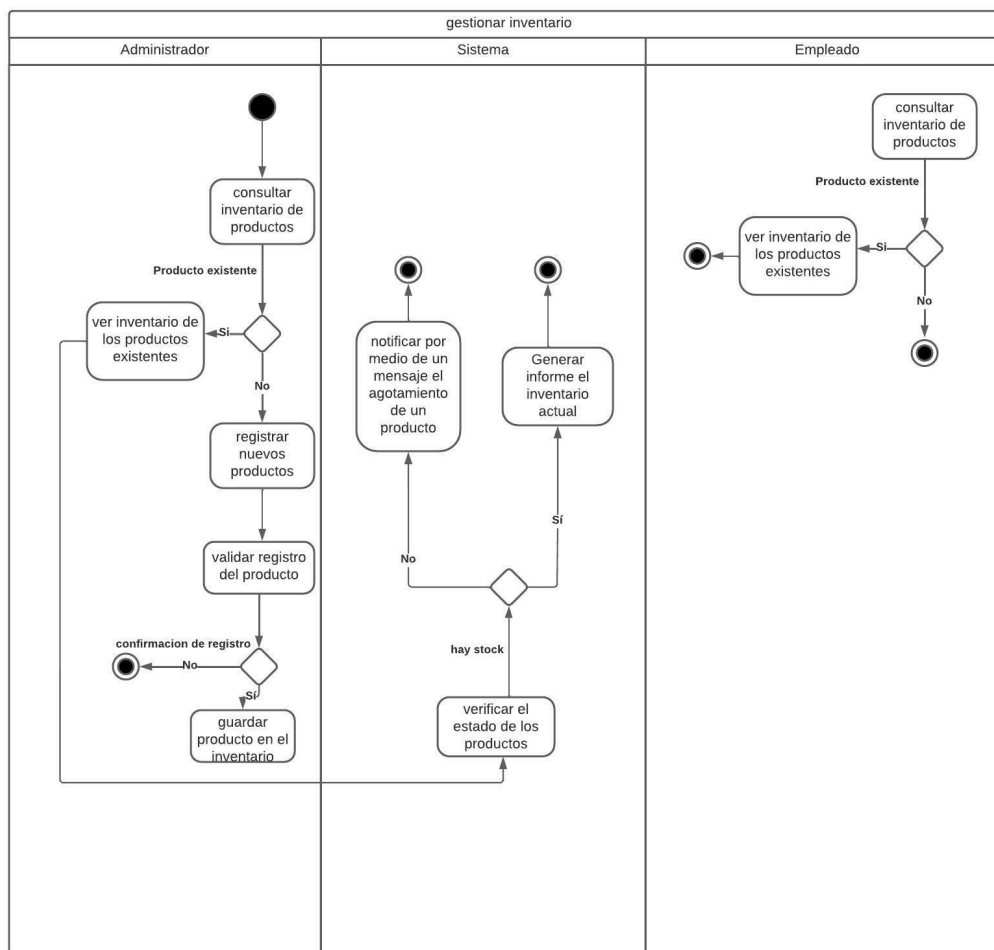 gestionar inventario
Administrador
Sistema
Empleado
consultar
inventario de
productos
Producto existente
Si
ver inventario de
los productos
existentes
No
registrar
nuevos
productos
validar registro
del producto
confirmacion de registro
No
Sí
guardar
producto en el
inventario
notificar por
medio de un
mensaje el
agotamiento
de un
producto
Generar
informe el
inventario
actual
No
Sí
hay stock
verificar el
estado de los
productos
consultar
inventario de
productos
Producto existente
Sí
ver inventario de
los productos
existentes
No